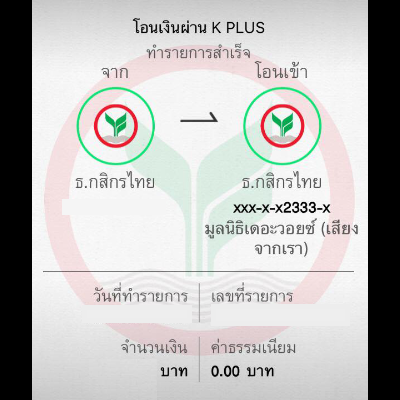 โอนเงินผ่าน K PLUS
ทำรายการสำเร็จ
จาก โอนเข้า
ธ.กสิกรไทย ธ.กสิกรไทย
xxx-x-x2333-x
มูลนิธิเดอะวอยซ์ (เสียง
จากเรา)
วันที่ทำรายการ เลขที่รายการ
จำนวนเงิน ค่าธรรมเนียม
บาท 0.00 บาท